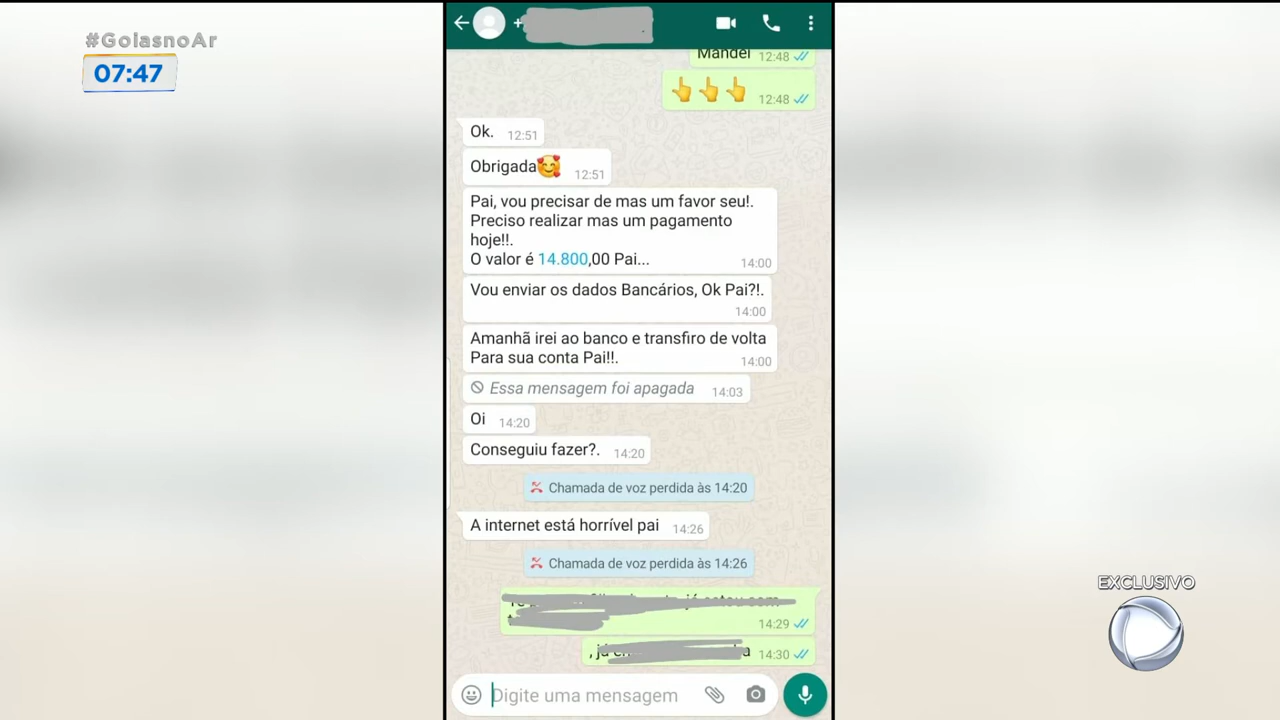 #GoIasnoAr
07:47
+
Mandei 12:48
12:48
Ok. 12:51
Obrigada 12:51
Pai, vou precisar de mas um favor seu!.
Preciso realizar mas um pagamento
hoje!!.
O valor é 14.800,00 Pai... 14:00
Vou enviar os dados Bancários, Ok Pai?!.
14:00
Amanhã irei ao banco e transfiro de volta
Para sua conta Pai!!. 14:00
Essa mensagem foi apagada 14:03
Oi 14:20
Conseguiu fazer?. 14:20
Chamada de voz perdida às 14:20
A internet está horrível pai 14:26
Chamada de voz perdida às 14:26
14:29
14:30
Digite uma mensagem
EXCLUSIVO